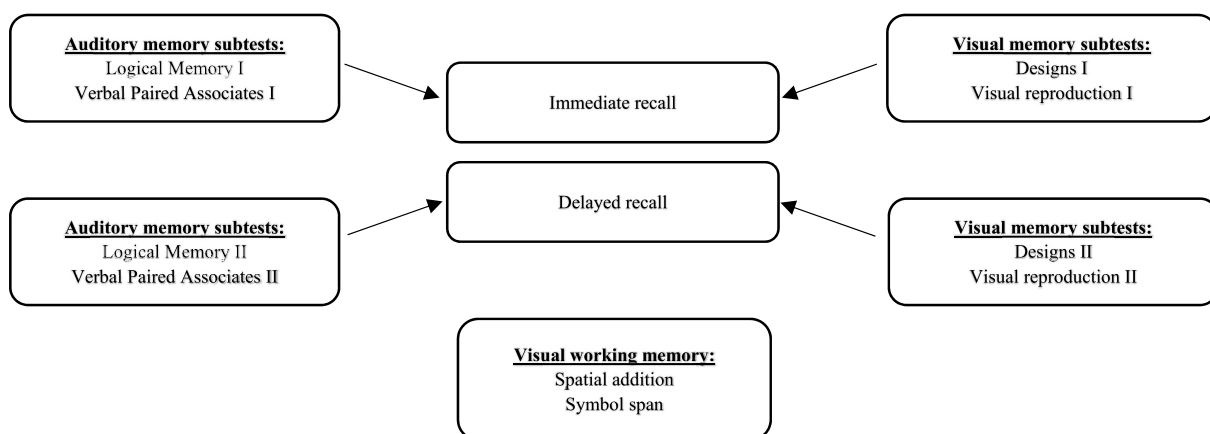 Auditory memory subtests:
Logical Memory I
Verbal Paired Associates I
Immediate recall
Visual memory subtests:
Designs I
Visual reproduction I
Auditory memory subtests:
Logical Memory II
Verbal Paired Associates II
Delayed recall
Visual memory subtests:
Designs II
Visual reproduction II
Visual working memory:
Spatial addition
Symbol span